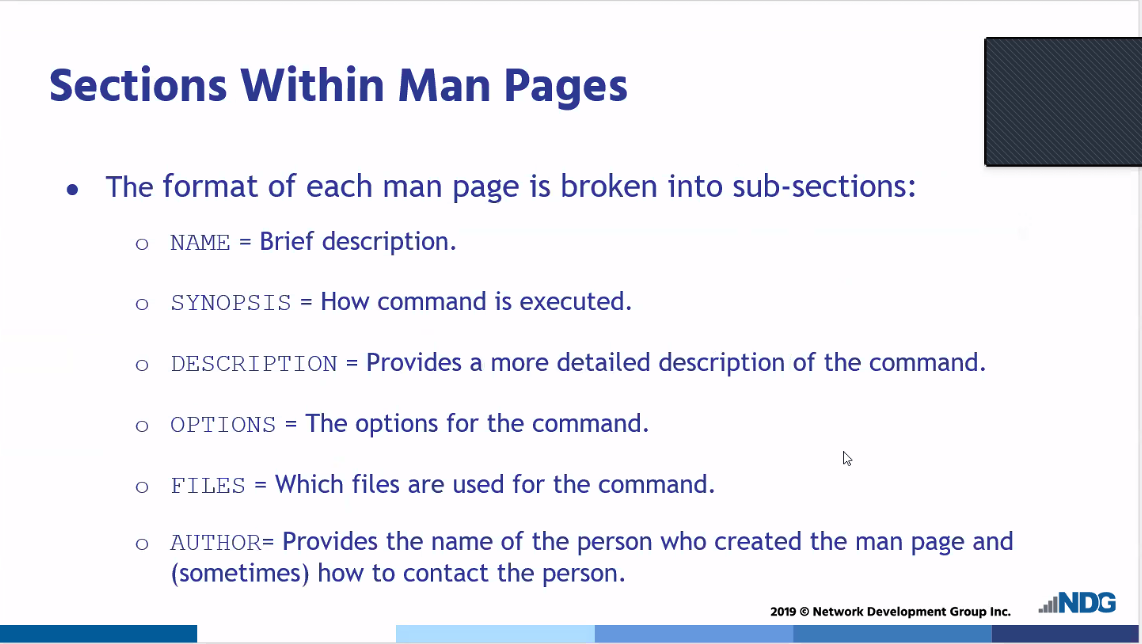 Sections Within Man Pages
● The format of each man page is broken into sub-sections:
o NAME = Brief description.
o SYNOPSIS = How command is executed.
o DESCRIPTION = Provides a more detailed description of the command.
o OPTIONS = The options for the command.
o FILES = Which files are used for the command.
o AUTHOR= Provides the name of the person who created the man page and
(sometimes) how to contact the person.
2019 © Network Development Group Inc.
NDG